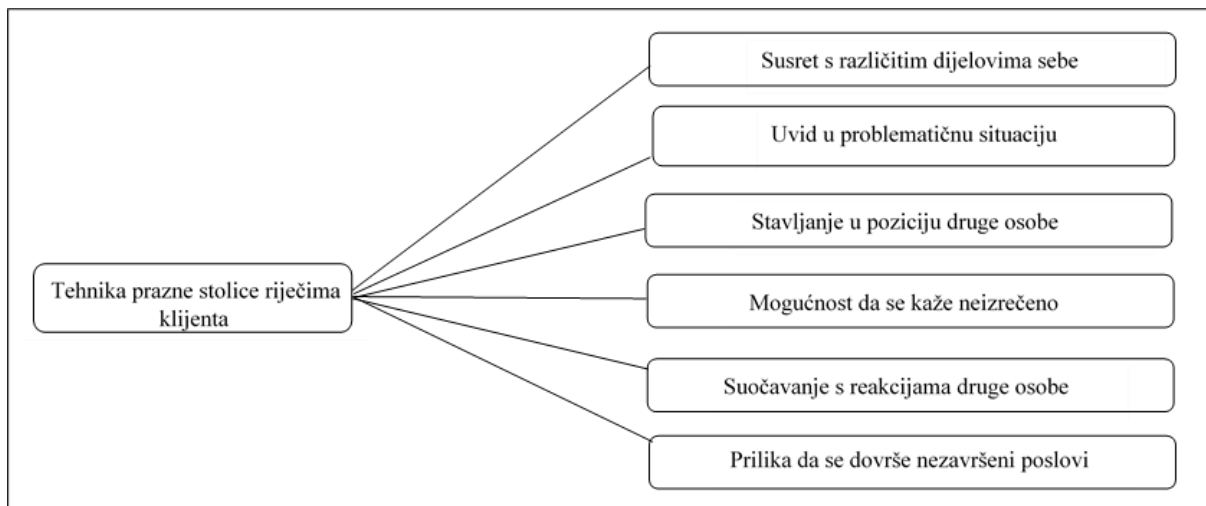 Susret s različitim dijelovima sebe
Uvid u problematičnu situaciju
Stavljanje u poziciju druge osobe
Tehnika prazne stolice riječima
klijenta
Mogućnost da se kaže neizrečeno
Suočavanje s reakcijama druge osobe
Prilika da se dovrše nezavršeni poslovi